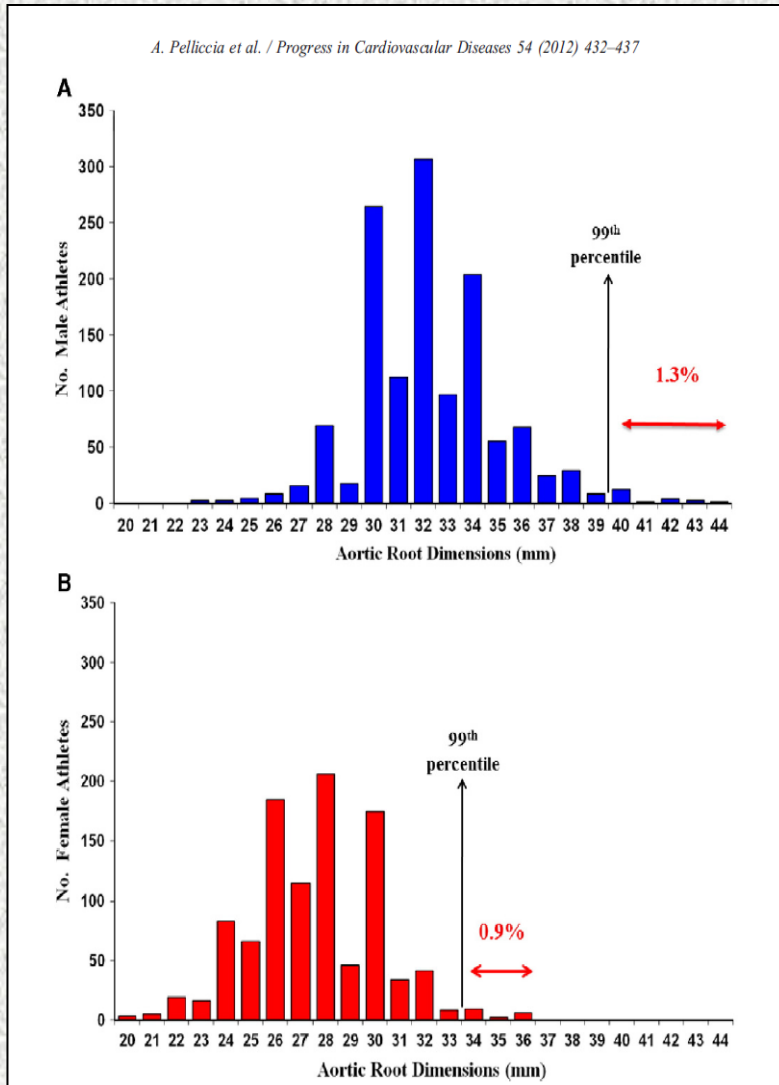 A. Pelliccia et al. / Progress in Cardiovascular Diseases 54 (2012) 432–437
A
350
300
250
200
150
100
50
0
No. Male Athletes
99th
percentile
1.3%
20 21 22 23 24 25 26 27 28 29 30 31 32 33 34 35 36 37 38 39 40 41 42 43 44
Aortic Root Dimensions (mm)
B
350
300
250
200
150
100
50
0
No. Female Athletes
99th
percentile
0.9%
20 21 22 23 24 25 26 27 28 29 30 31 32 33 34 35 36 37 38 39 40 41 42 43 44
Aortic Root Dimensions (mm)